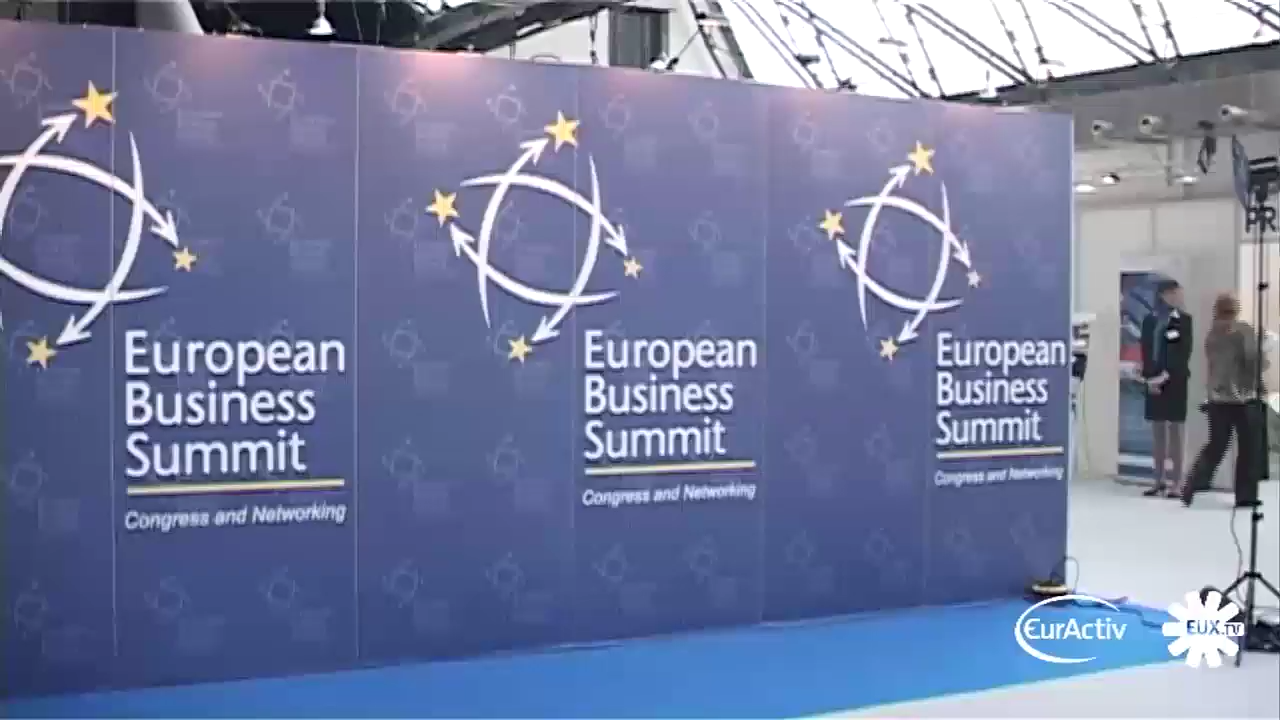 European
Business
Summit
Congress and Networking
European
Business
Summit
Congress and Networking
European
Business
Summit
Congress and Networking
PR
EurActiv
EUX.TV